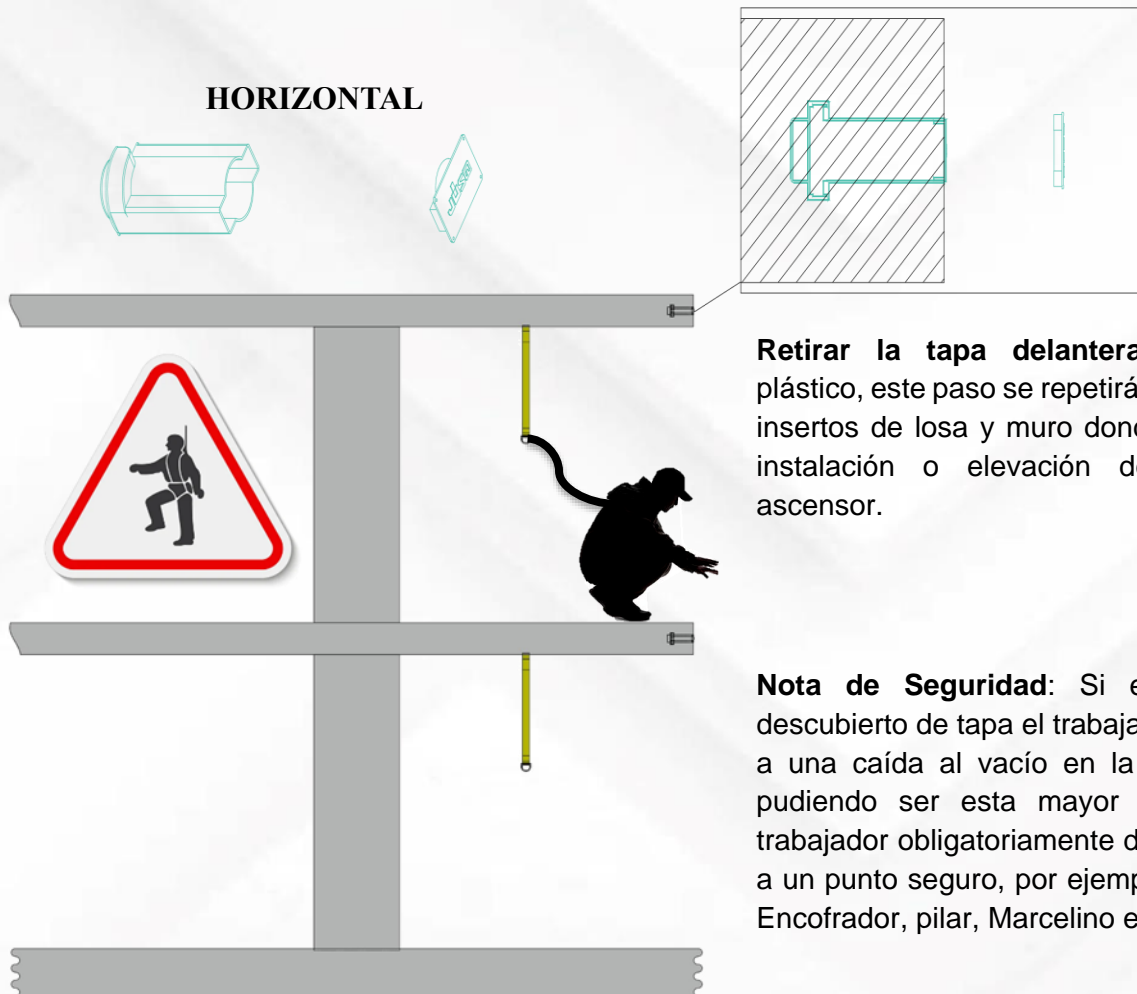 HORIZONTAL
Retirar la tapa delantera
plástico, este paso se repetirá
insertos de losa y muro dond
instalación o elevación de
ascensor.
Nota de Seguridad: Si e
descubierto de tapa el trabaja
a una caída al vacío en la
pudiendo ser esta mayor
trabajador obligatoriamente d
a un punto seguro, por ejemp
Encofrador, pilar, Marcelino e